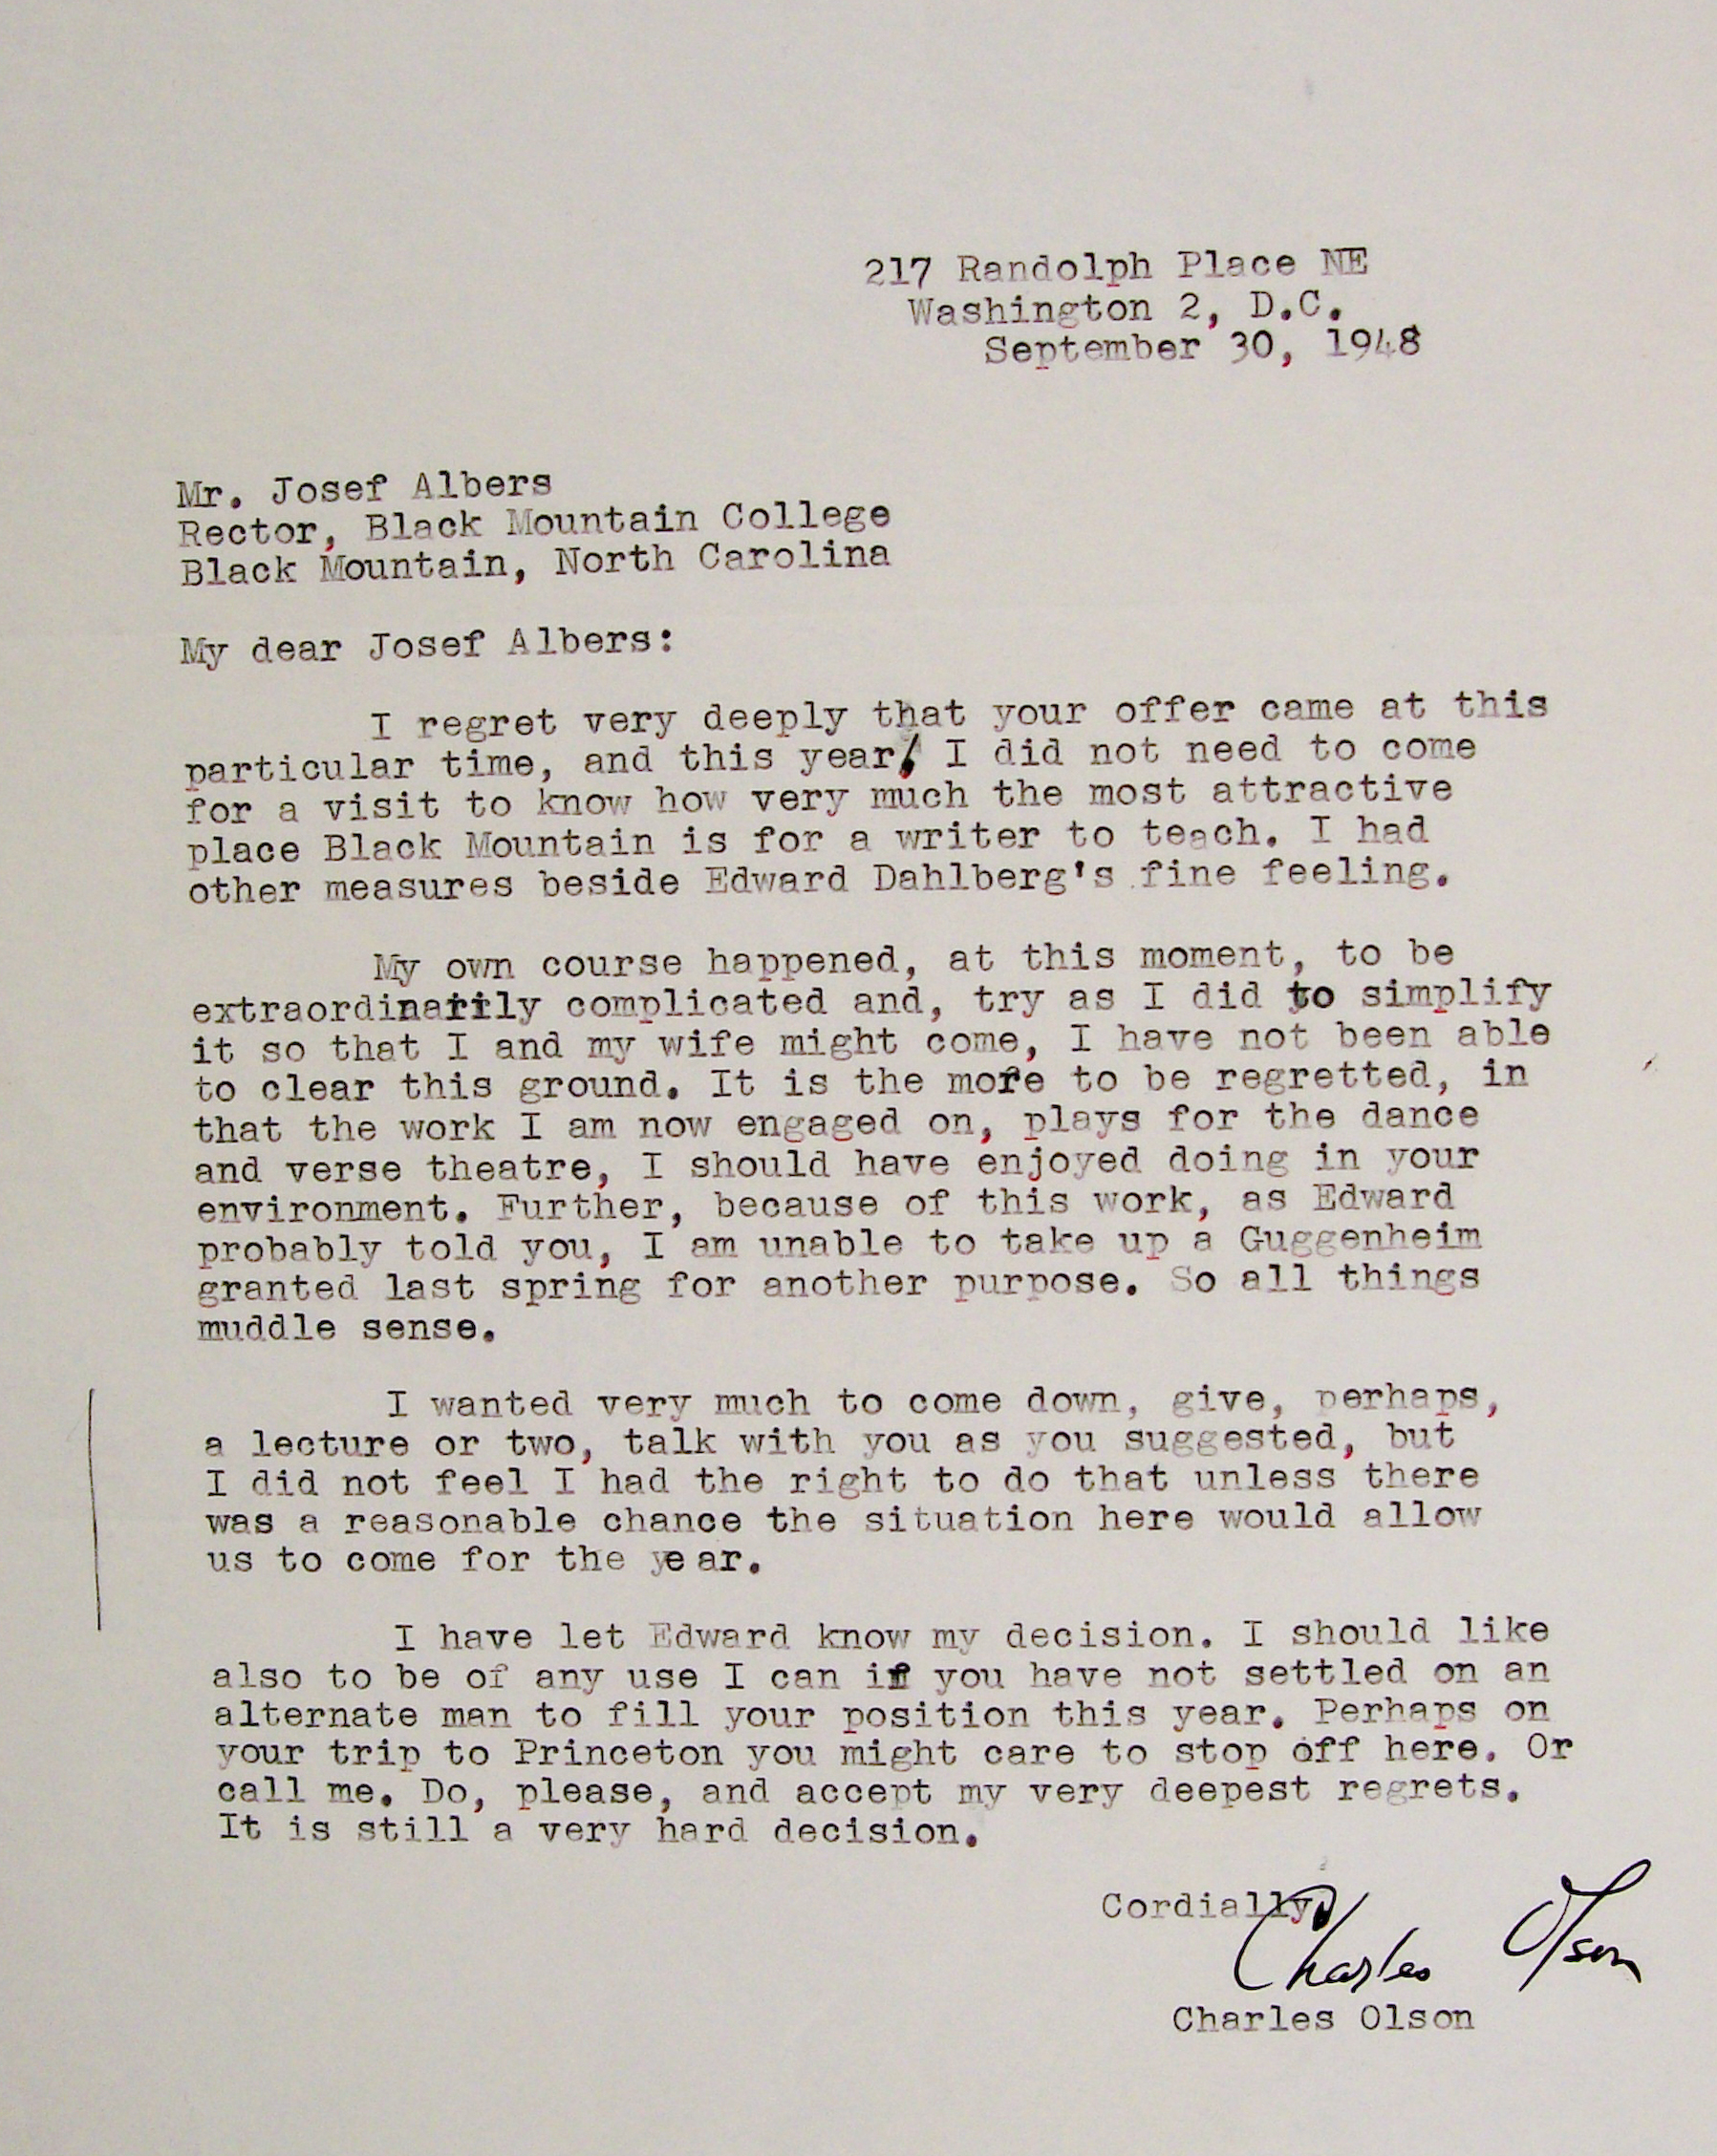 217 Randolph Place NE
Washington 2, D.C.
September 30, 1948
Mr. Josef Albers
Rector, Black Mountain College
Black Mountain, North Carolina
My dear Josef Albers:
I regret very deeply that your offer came at this
particular time, and this year. I did not need to come
for a visit to know how very much the most attractive
place Black Mountain is for a writer to teach. I had
other measures beside Edward Dahlberg's fine feeling.
My own course happened, at this moment, to be
extraordinarily complicated and, try as I did to simplify
it so that I and my wife might come, I have not been able
to clear this ground. It is the more to be regretted, in
that the work I am now engaged on, plays for the dance
and verse theatre, I should have enjoyed doing in your
environment. Further, because of this work, as Edward
probably told you, I am unable to take up a Guggenheim
granted last spring for another purpose. So all things
muddle sense.
I wanted very much to come down, give, perhaps,
a lecture or two, talk with you as you suggested, but
I did not feel I had the right to do that unless there
was a reasonable chance the situation here would allow
us to come for the year.
I have let Edward know my decision. I should like
also to be of any use I can if you have not settled on an
alternate man to fill your position this year. Perhaps on
your trip to Princeton you might care to stop off here. Or
call me. Do, please, and accept my very deepest regrets.
It is still a very hard decision.
Cordially,
Charles Olson
Charles Olson